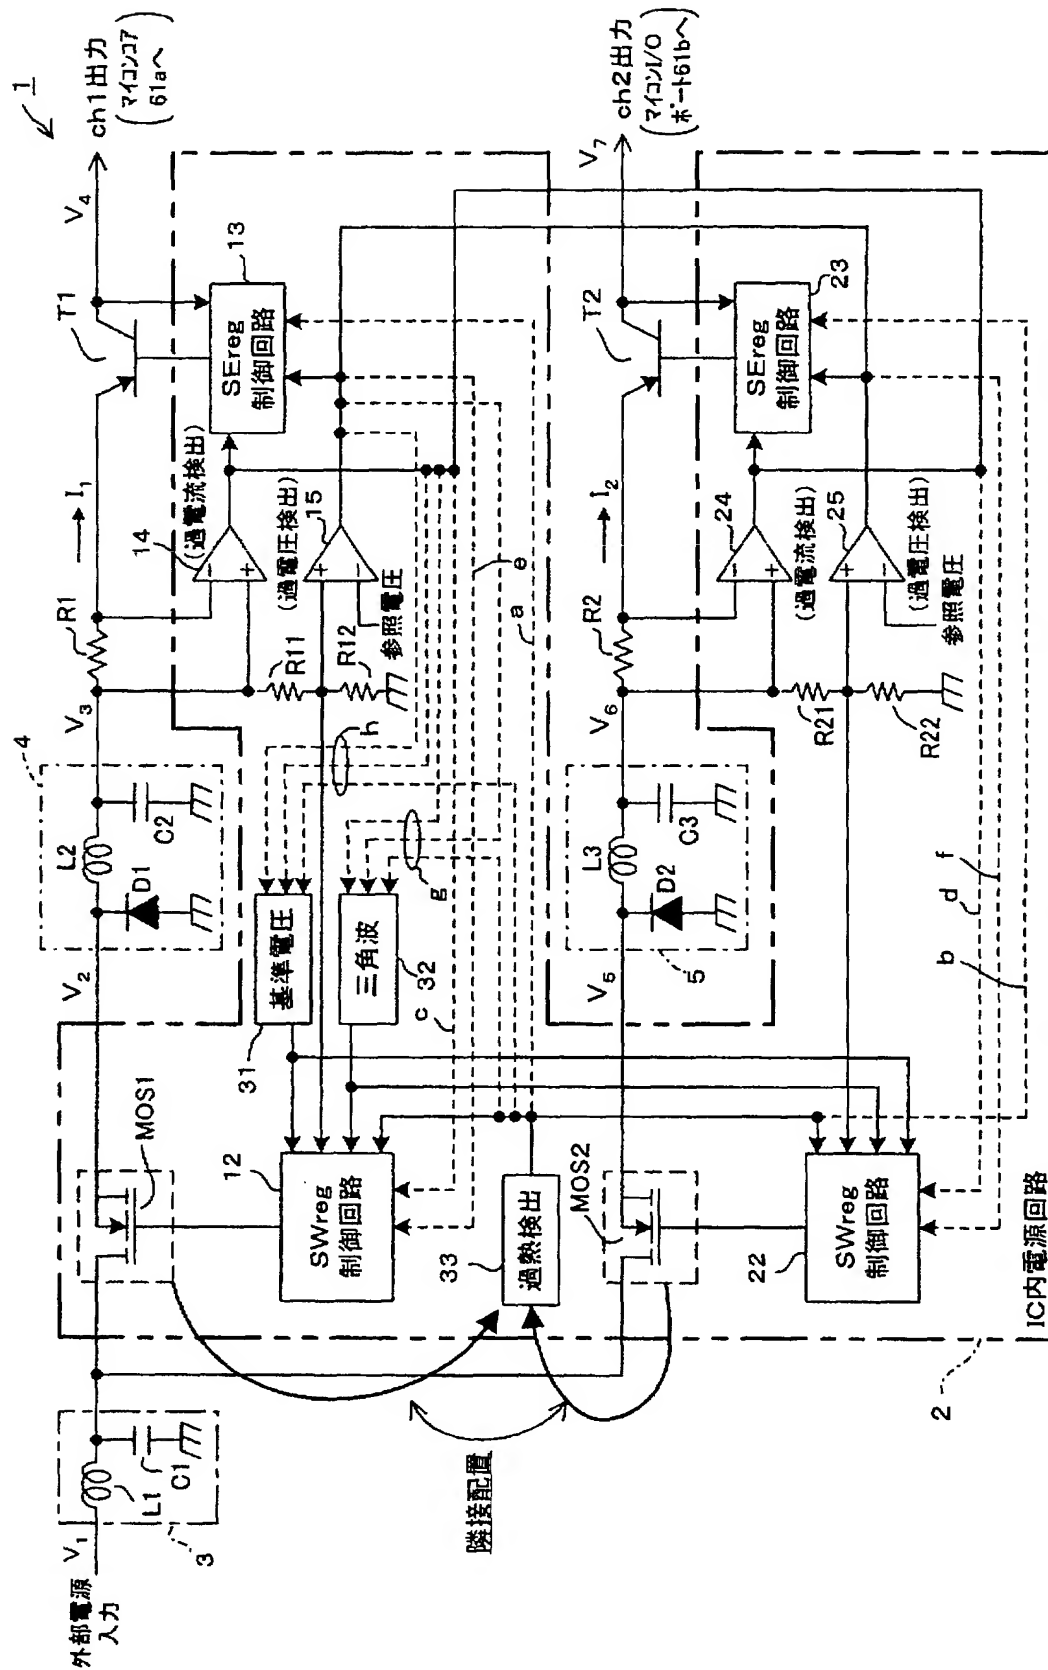 1
外部電源
入力
V1
3
L1
C1
隣接配置
2
IC内電源回路
MOS1
V2
4
L2
D1
C2
V3
R1
I1
T1
V4
ch1出力
(マイコンコア
61aへ)
12
SWreg
制御回路
31
基準電圧
三角波
32
h
g
R11
R12
参照電圧
14
(過電流検出)
(過電圧検出)
15
13
SEreg
制御回路
c
e
a
33
過熱検出
MOS2
V5
5
L3
D2
C3
V6
R2
I2
T2
V7
ch2出力
(マイコンI/O
ポート61bへ)
22
SWreg
制御回路
R21
R22
参照電圧
24
(過電流検出)
25
(過電圧検出)
SEreg
制御回路
23
b
d
f